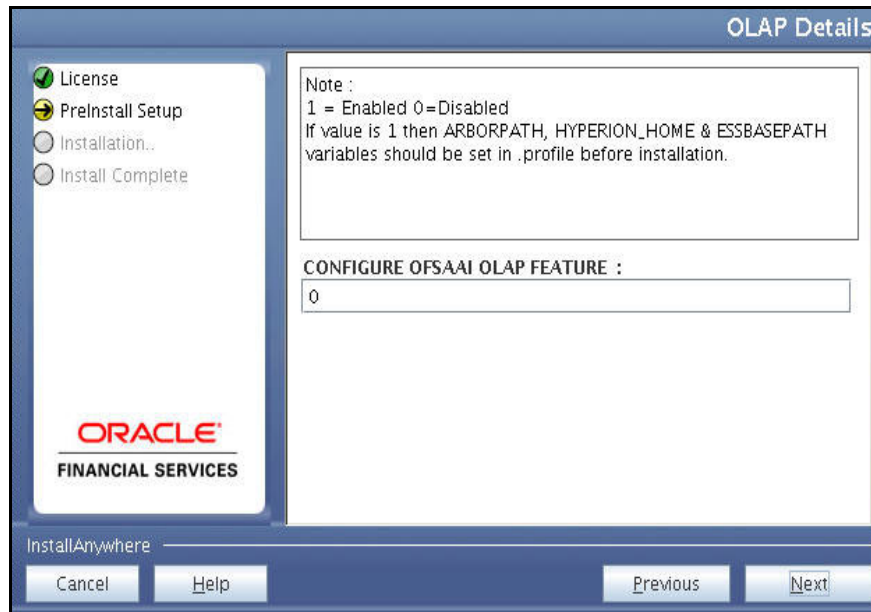 OLAP Details
License
PreInstall Setup
Installation..
Install Complete
Note :
1 = Enabled 0=Disabled
If value is 1 then ARBORPATH, HYPERION_HOME & ESSBASEPATH
variables should be set in .profile before installation.
CONFIGURE OFSAAI OLAP FEATURE :
0
ORACLE
FINANCIAL SERVICES
InstallAnywhere
Cancel
Help
Previous
Next